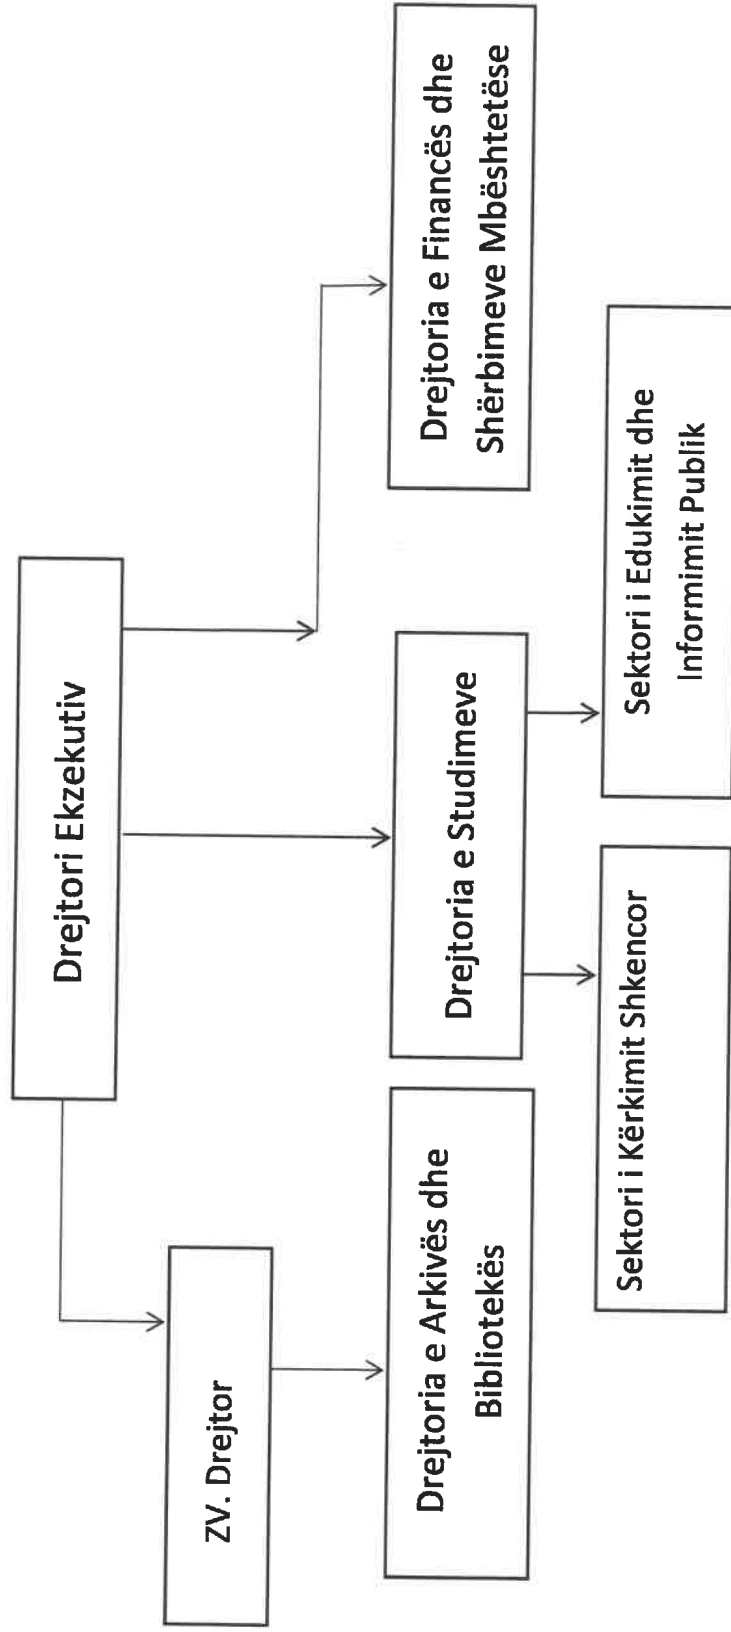 Drejtori Ekzekutiv
ZV. Drejtor
Drejtoria e Arkivës dhe
Bibliotekës
Drejtoria e Studimeve
Drejtoria e Financës dhe
Shërbimeve Mbështetëse
Sektori i Kërkimit Shkencor
Sektori i Edukimit dhe
Informimit Publik